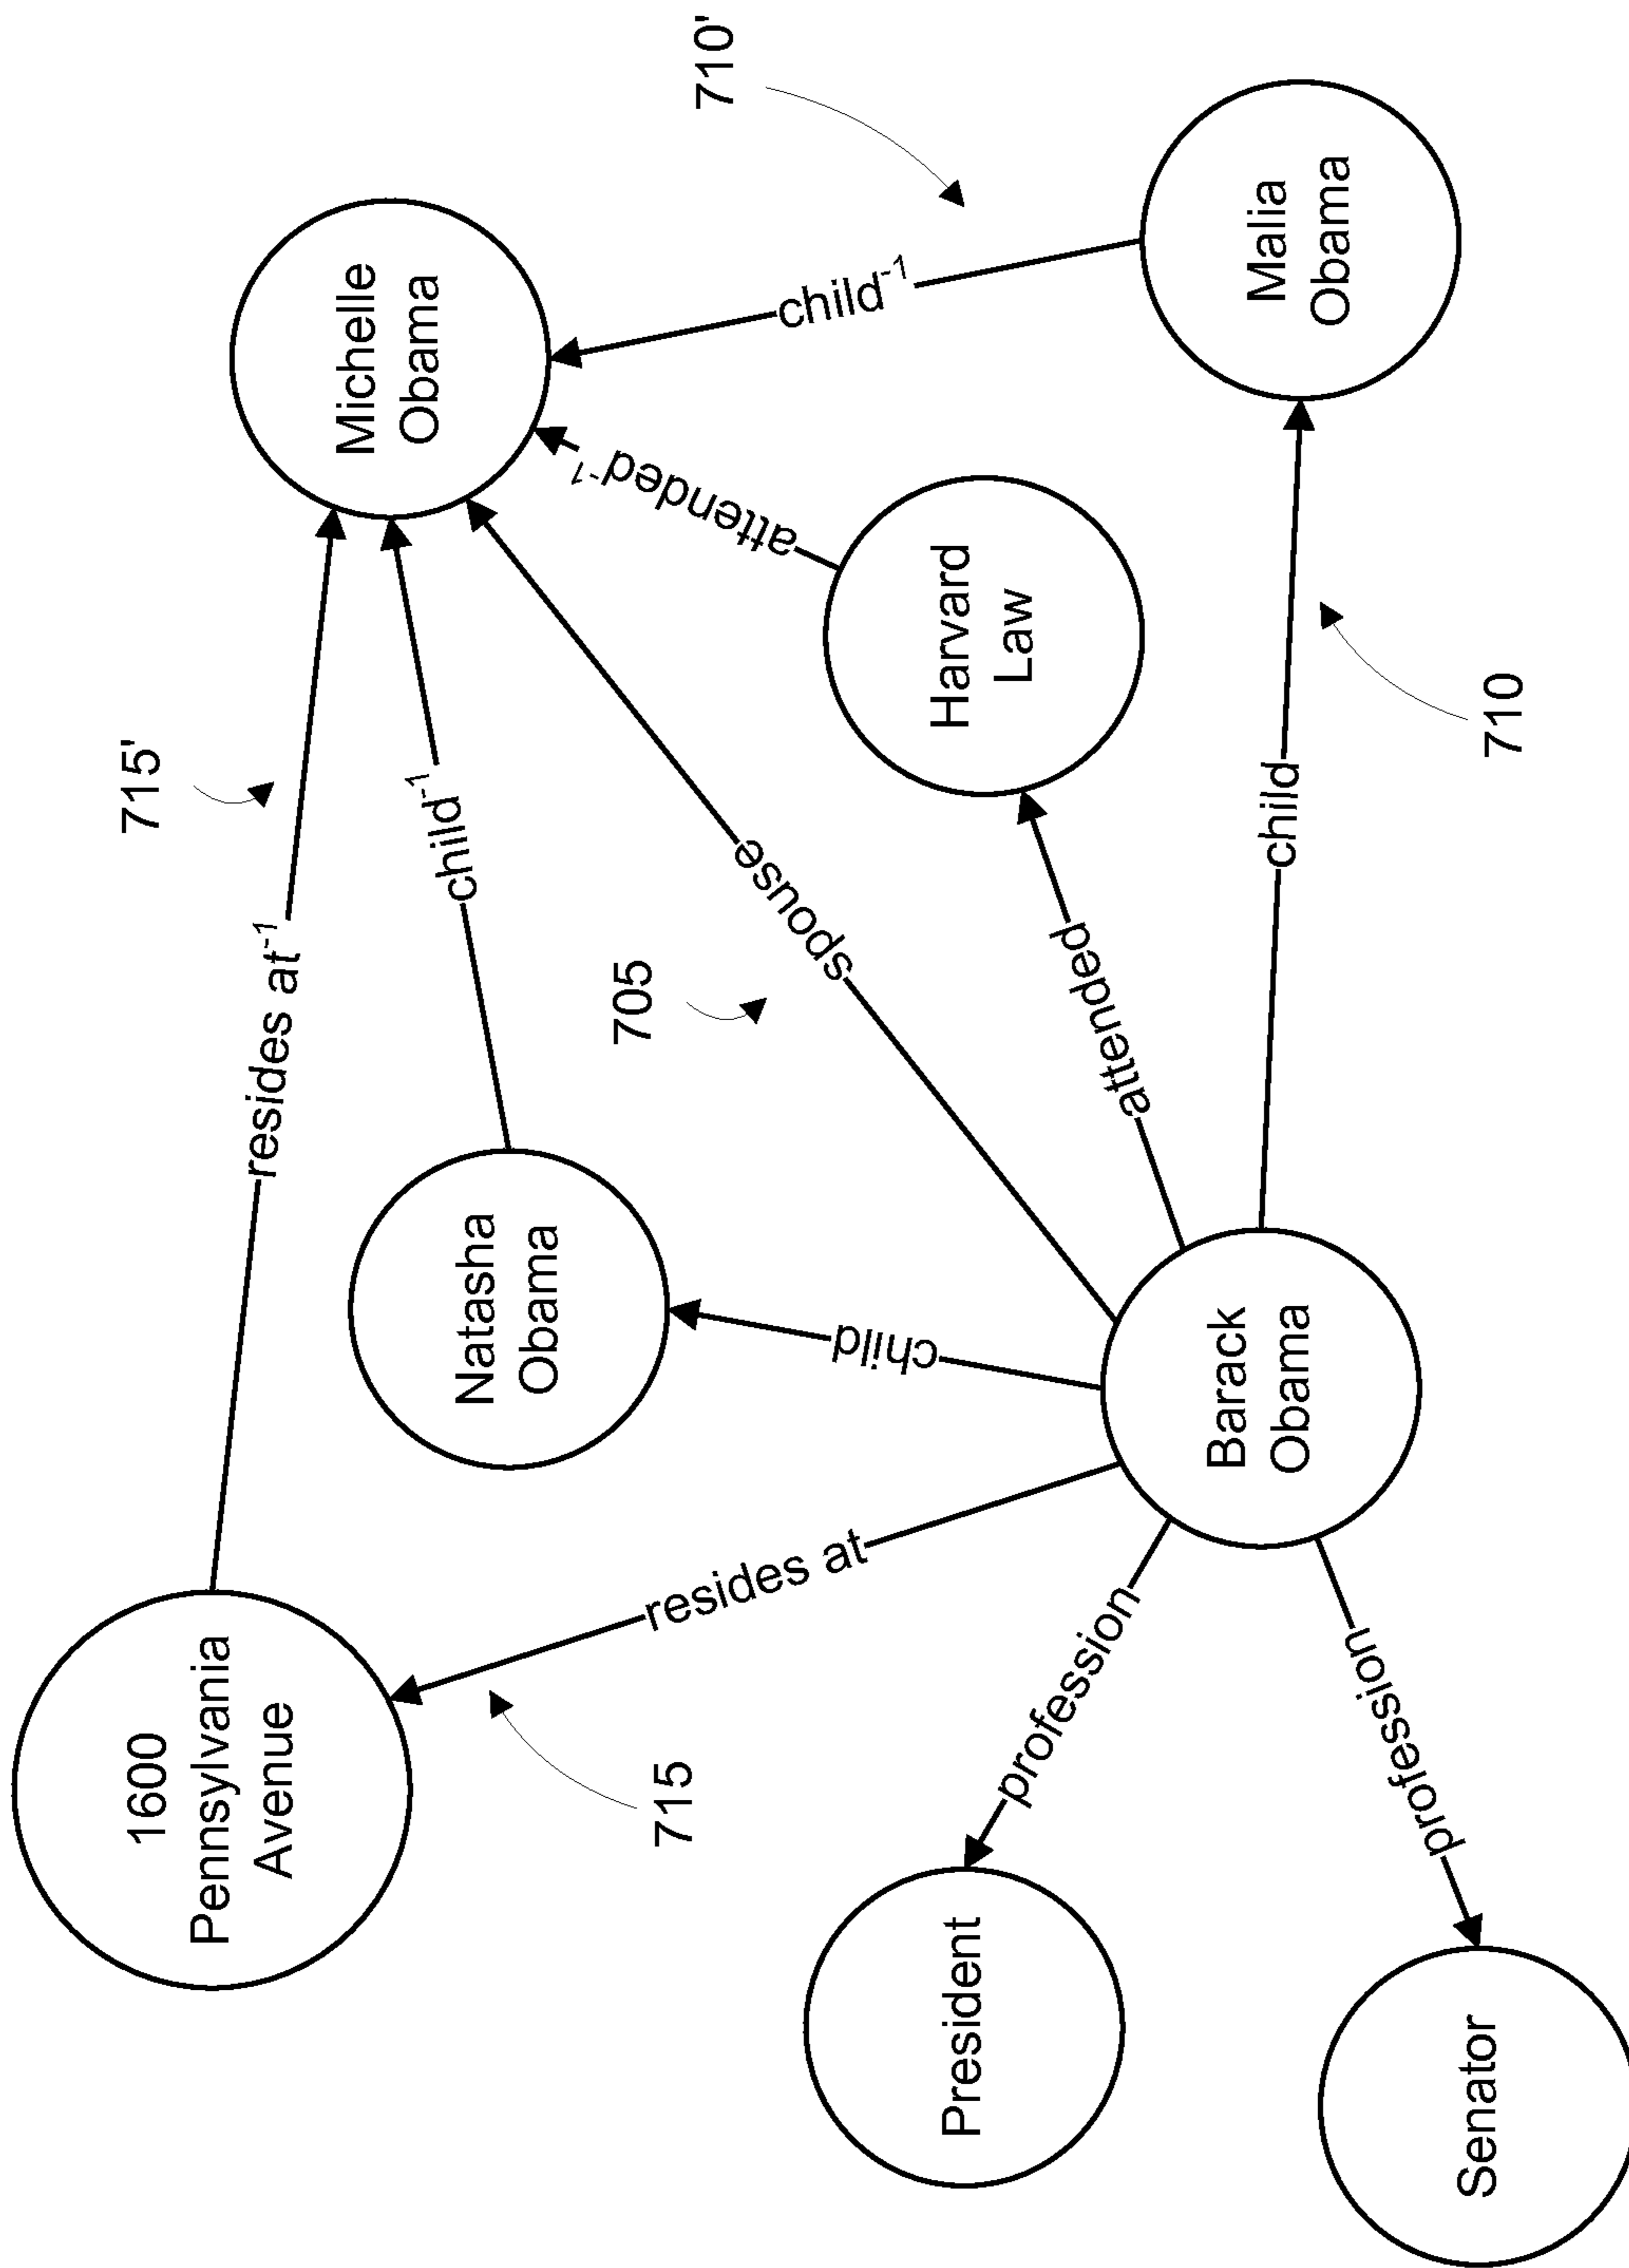 1600
Pennsylvania
Avenue
resides at⁻¹
715'
Michelle
Obama
Natasha
Obama
child⁻¹
715
resides at
child
705
spouse
attended⁻¹
710'
child⁻¹
President
profession
Harvard
Law
attended
Barack
Obama
child
Malia
Obama
710
Senator
profession